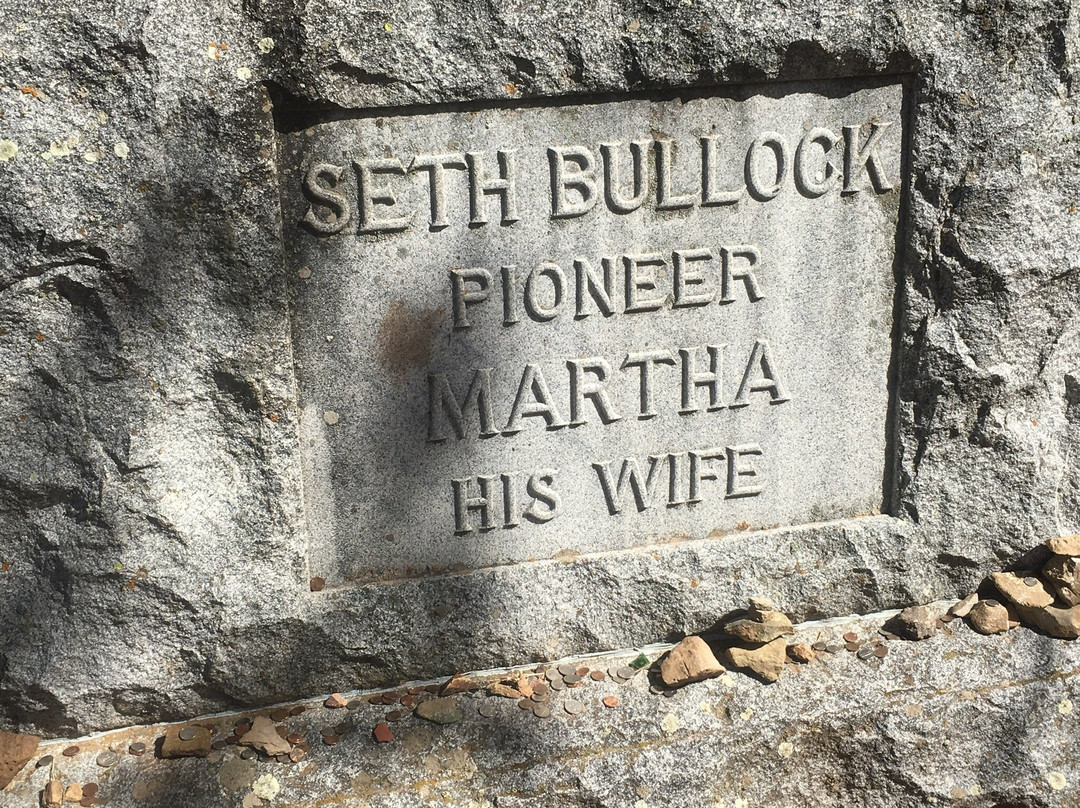 SETH BULLOCK
PIONEER
MARTHA
HIS WIFE